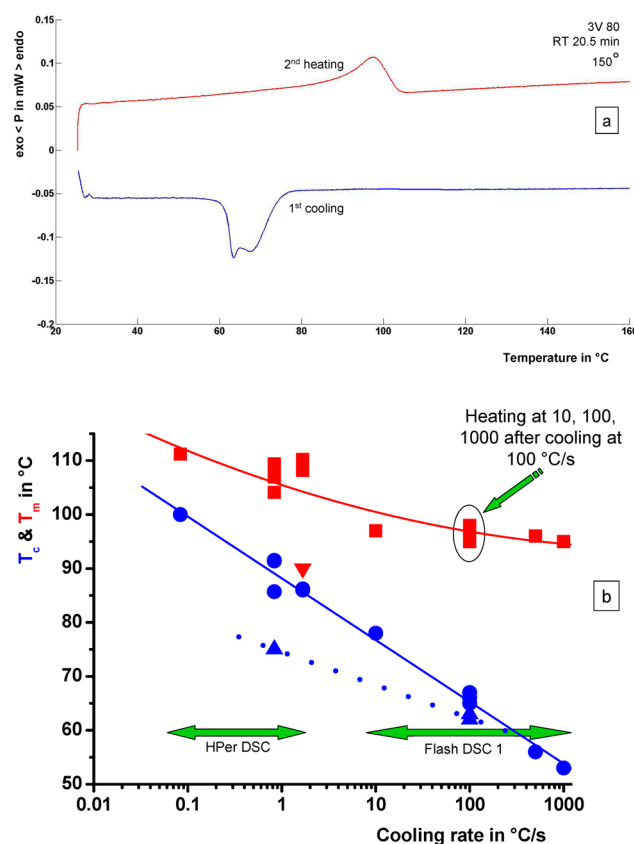 3V 80
RT 20.5 min
150°
exo < P in mW > endo
0.15
0.1
0.05
0
-0.05
-0.1
-0.15
-0.2
2nd heating
1st cooling
a
20
40
60
80
100
120
140
160
Temperature in °C
Heating at 10, 100,
1000 after cooling at
100 °C/s
Tc & Tm in °C
110
100
90
80
70
60
50
b
HPer DSC
Flash DSC 1
0.01
0.1
1
10
100
1000
Cooling rate in °C/s